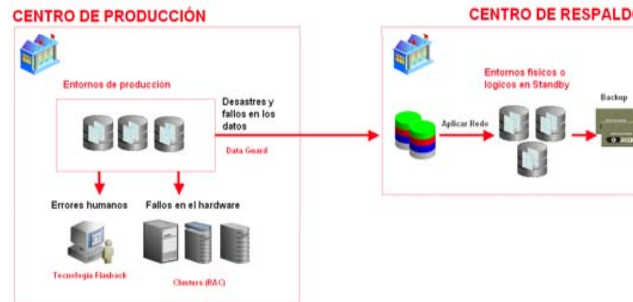 CENTRO DE PRODUCCIÓN
CENTRO DE RESPALD
Entornos de producción
Desastres y
fallos en los
datos
Data Guard
Errores humanos
Fallos en el hardware
Tecnología Flashback
Clusters (RAC)
Aplicar Redo
Entornos físicos o
lógicos en Standby
Backup